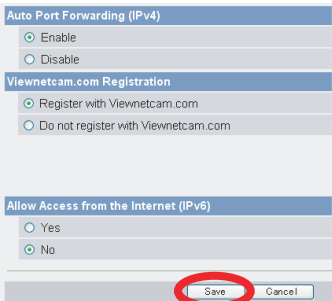 Auto Port Forwarding (IPv4)
Enable
Disable
Viewnetcam.com Registration
Register with Viewnetcam.com
Do not register with Viewnetcam.com
Allow Access from the Internet (IPv6)
Yes
No
Save Cancel